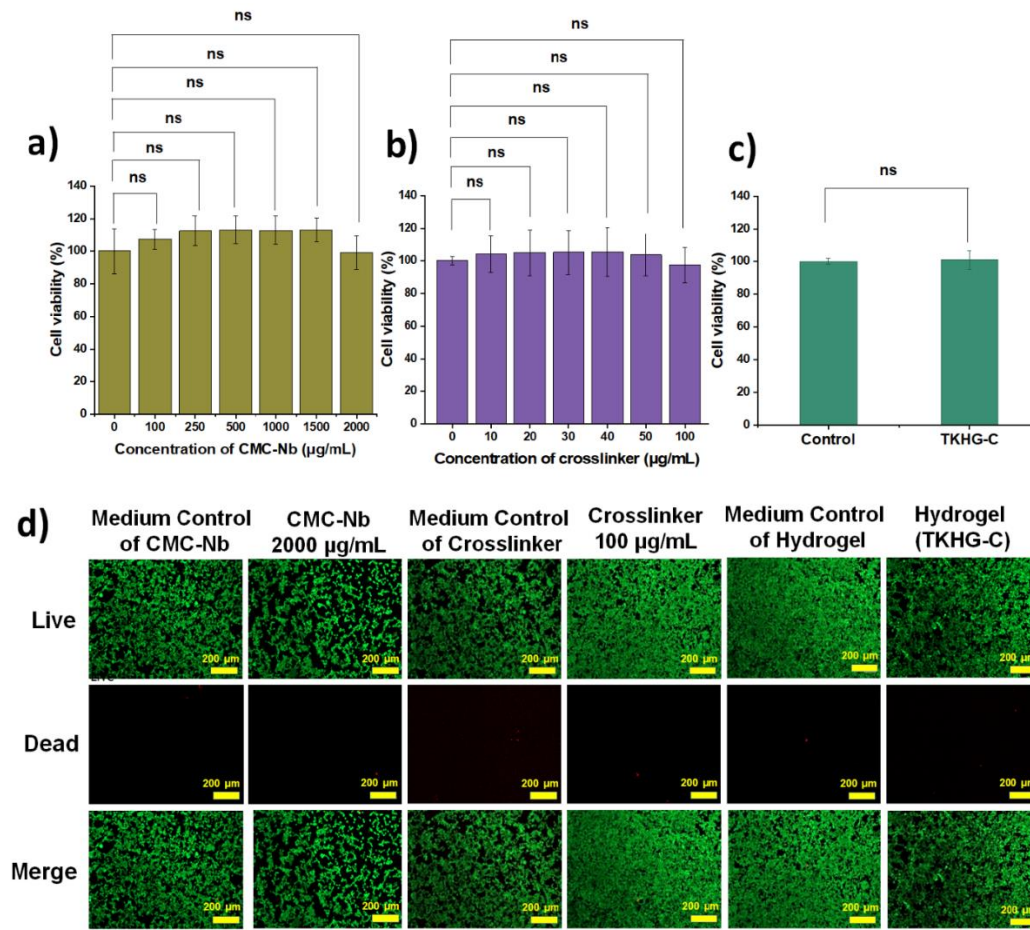 a)
ns
ns
ns
ns
ns
ns
Cell viability (%)
140
120
100
80
60
40
20
0
0 100 250 500 1000 1500 2000
Concentration of CMC-Nb (µg/mL)
b)
ns
ns
ns
ns
ns
ns
Cell viability (%)
140
120
100
80
60
40
20
0
0 10 20 30 40 50 100
Concentration of crosslinker (µg/mL)
c)
ns
Cell viability (%)
140
120
100
80
60
40
20
0
Control TKHG-C
d)
Medium Control
of CMC-Nb
CMC-Nb
2000 µg/mL
Medium Control
of Crosslinker
Crosslinker
100 µg/mL
Medium Control
of Hydrogel
Hydrogel
(TKHG-C)
Live
200 µm 200 µm 200 µm 200 µm 200 µm 200 µm
Dead
200 µm 200 µm 200 µm 200 µm 200 µm 200 µm
Merge
200 µm 200 µm 200 µm 200 µm 200 µm 200 µm